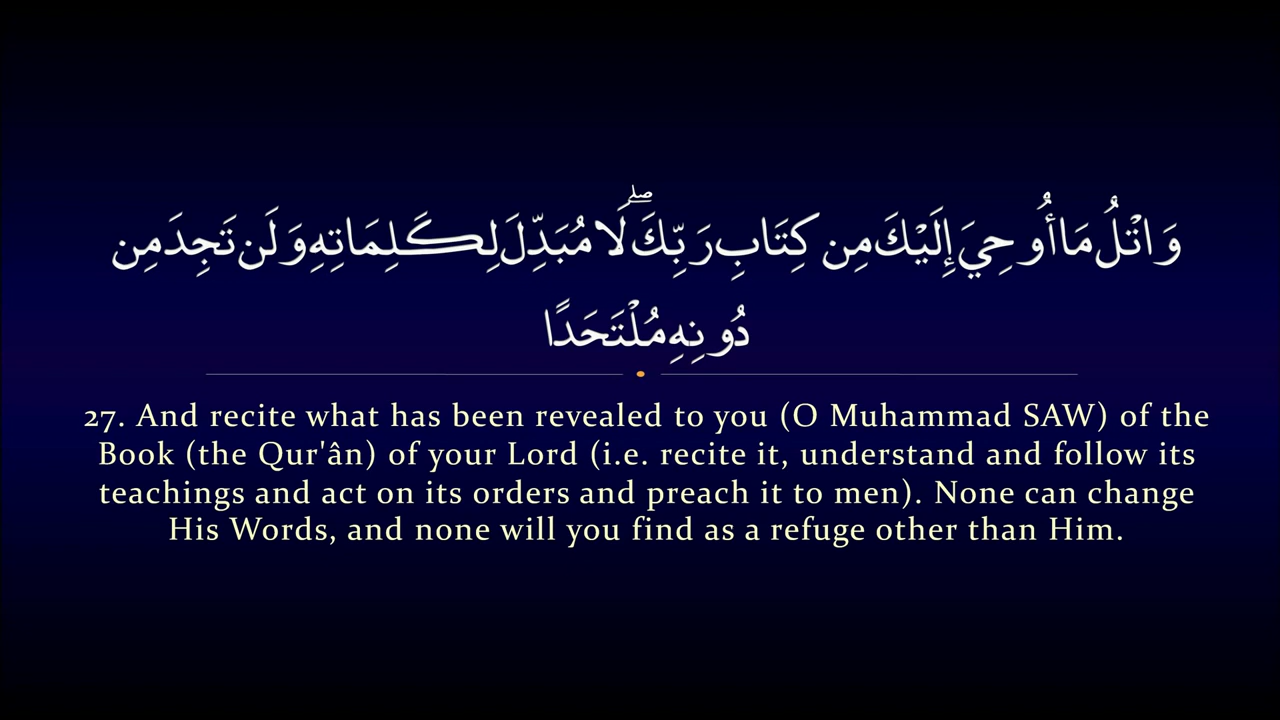 وَاتْلُ مَا أُوحِيَ إِلَيْكَ مِن كِتَابِ رَبِّكَ ۖ لَا مُبَدِّلَ لِكَلِمَاتِهِ وَلَن تَجِدَ مِن
دُونِهِ مُلْتَحَدًا
27. And recite what has been revealed to you (O Muhammad SAW) of the
Book (the Qur'ân) of your Lord (i.e. recite it, understand and follow its
teachings and act on its orders and preach it to men). None can change
His Words, and none will you find as a refuge other than Him.